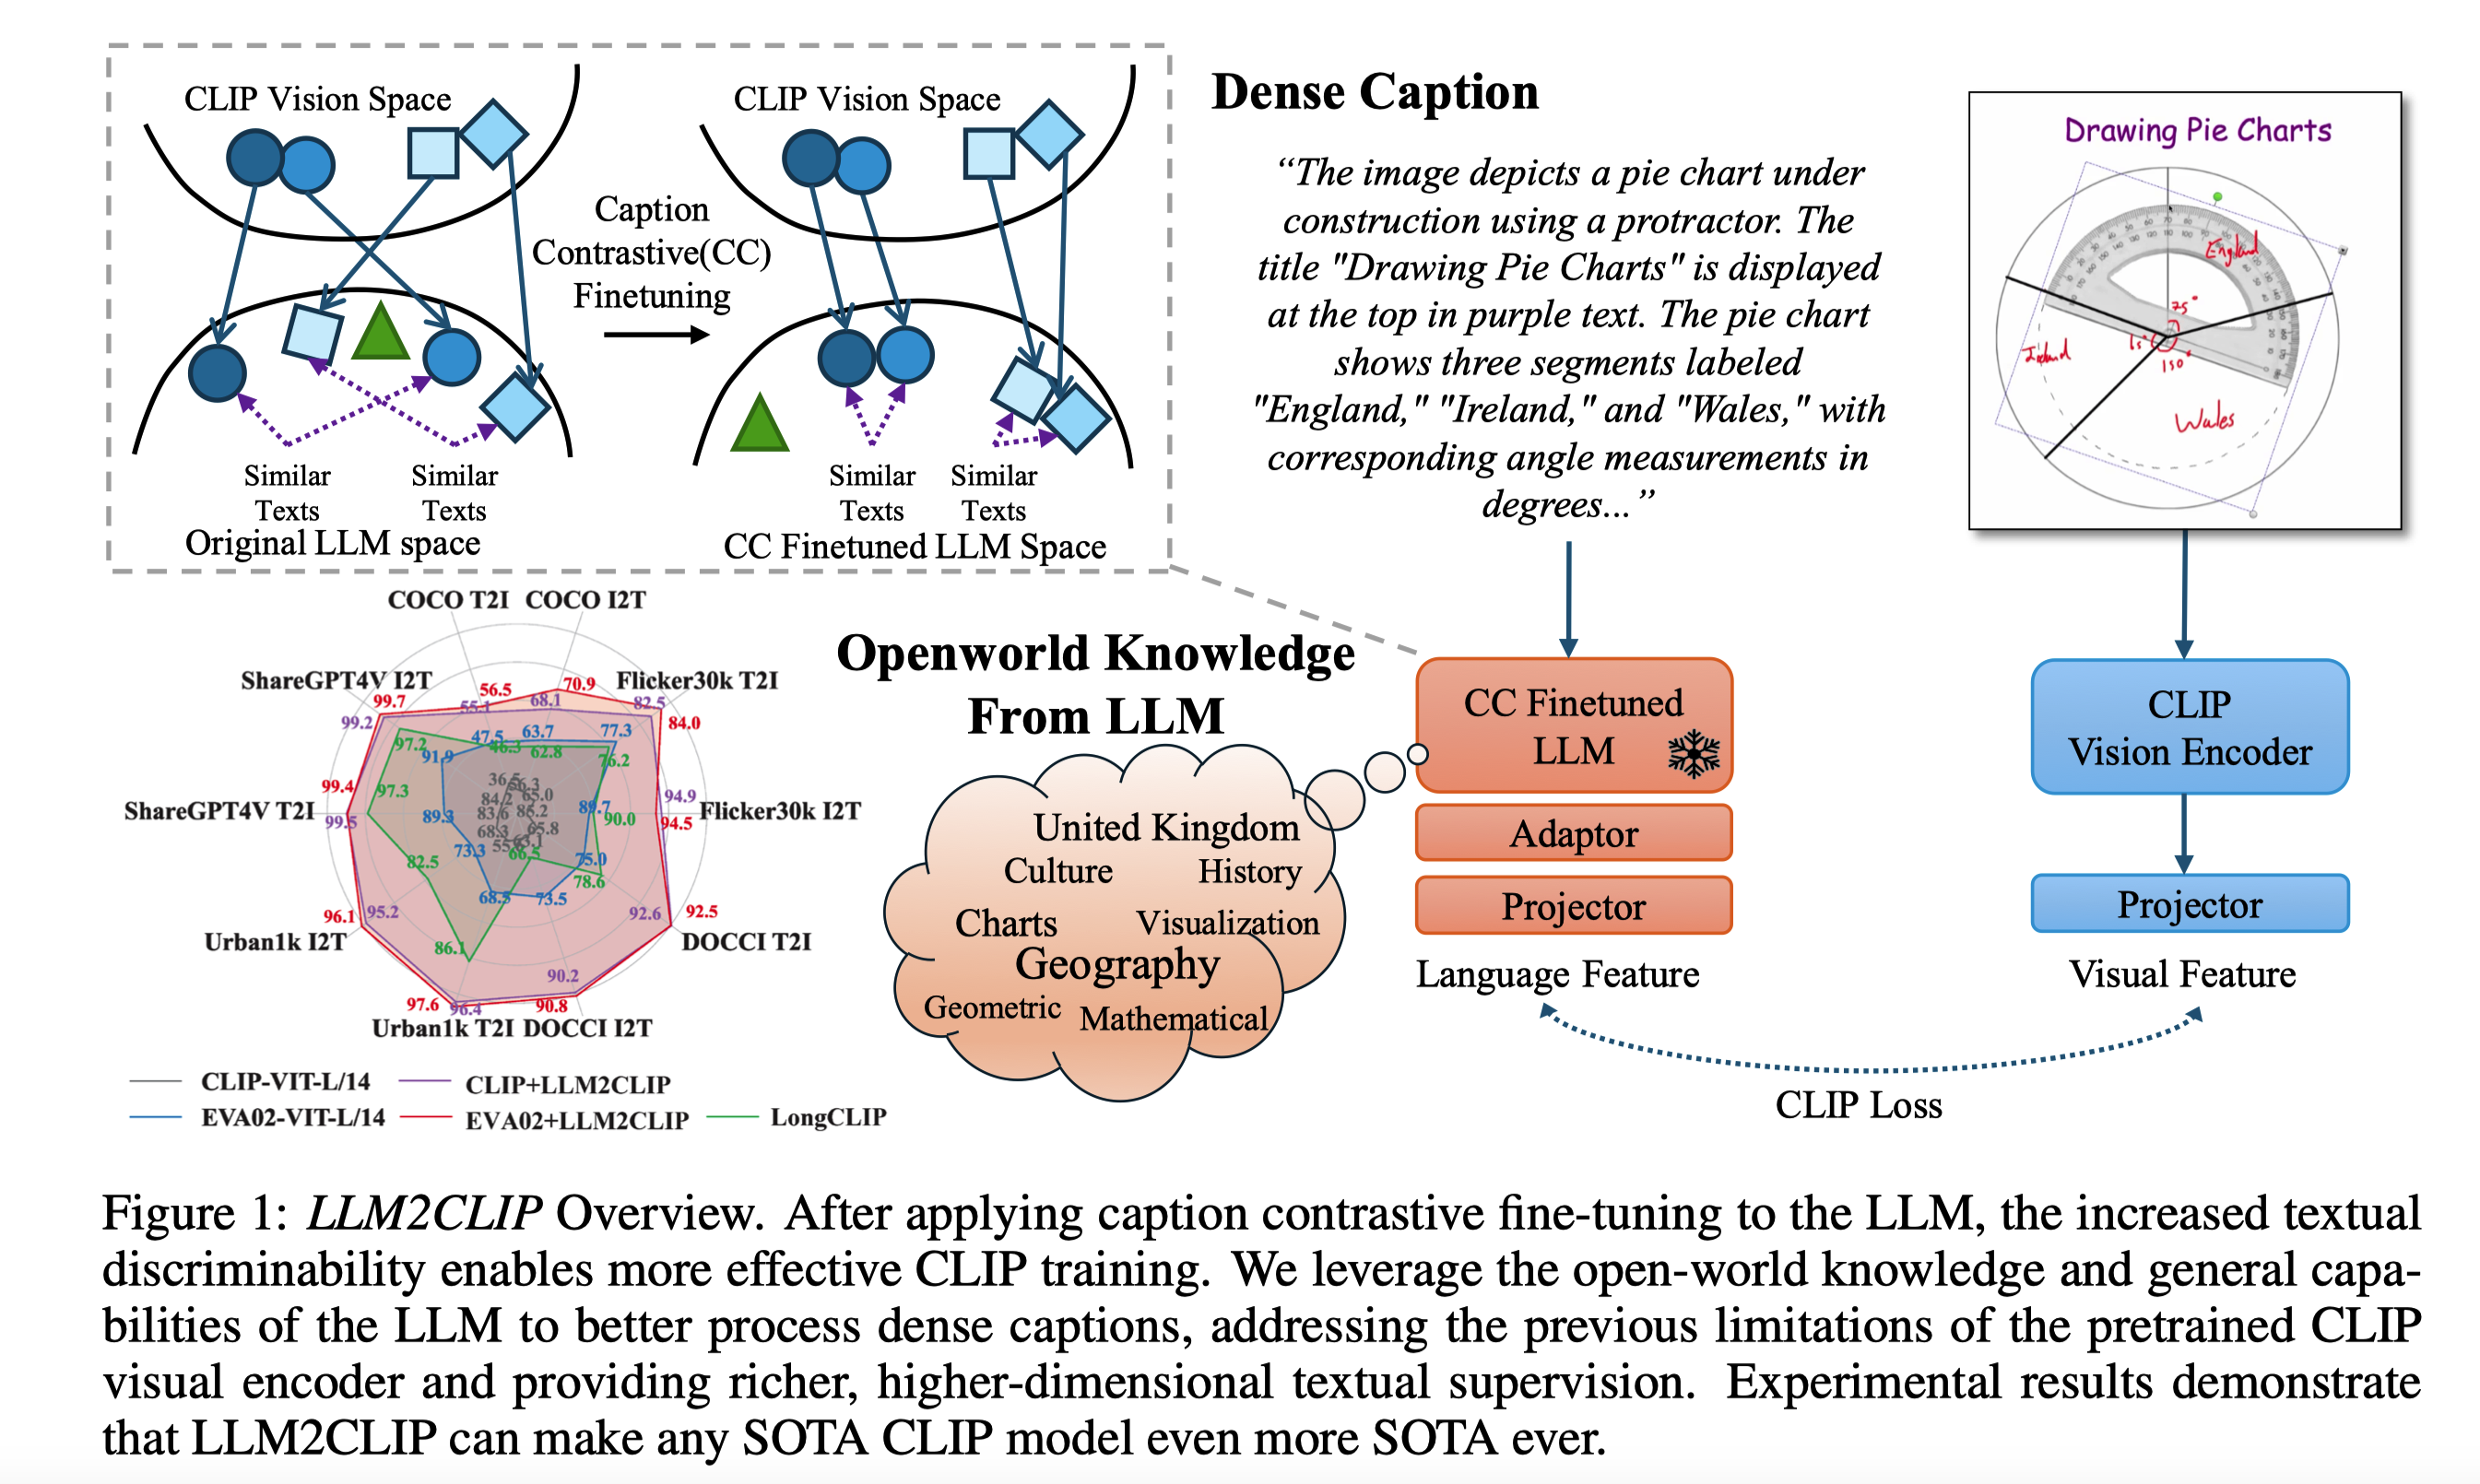 CLIP Vision Space
CLIP Vision Space
Caption
Contrastive(CC)
Finetuning
Similar
Texts
Similar
Texts
Original LLM space
Similar
Texts
Similar
Texts
CC Finetuned LLM Space
Dense Caption
“The image depicts a pie chart under
construction using a protractor. The
title "Drawing Pie Charts" is displayed
at the top in purple text. The pie chart
shows three segments labeled
"England," "Ireland," and "Wales," with
corresponding angle measurements in
degrees...”
Drawing Pie Charts
England
75°
150°
Wales
COCO T2I
COCO I2T
ShareGPT4V I2T
Flicker30k T2I
ShareGPT4V T2I
Flicker30k I2T
Urban1k I2T
DOCCI T2I
Urban1k T2I
DOCCI I2T
56.5
70.9
55.1
68.1
82.5
84.0
99.7
99.2
97.2
91.9
47.5
46.3
63.7
62.8
77.3
76.2
36.5
56.3
84.2
65.0
99.4
99.5
97.3
89.3
83.6
85.2
89.7
90.0
94.9
94.5
68.3
65.8
63.1
66.5
73.3
82.5
75.0
78.6
68.5
73.5
96.1
95.2
92.6
92.5
86.1
90.2
97.6
96.4
90.8
CLIP-VIT-L/14
CLIP+LLM2CLIP
EVA02-VIT-L/14
EVA02+LLM2CLIP
LongCLIP
Openworld Knowledge
From LLM
United Kingdom
Culture
History
Charts
Visualization
Geography
Geometric
Mathematical
CC Finetuned
LLM
Adaptor
Projector
Language Feature
CLIP
Vision Encoder
Projector
Visual Feature
CLIP Loss
Figure 1: LLM2CLIP Overview. After applying caption contrastive fine-tuning to the LLM, the increased textual
discriminability enables more effective CLIP training. We leverage the open-world knowledge and general capa-
bilities of the LLM to better process dense captions, addressing the previous limitations of the pretrained CLIP
visual encoder and providing richer, higher-dimensional textual supervision. Experimental results demonstrate
that LLM2CLIP can make any SOTA CLIP model even more SOTA ever.